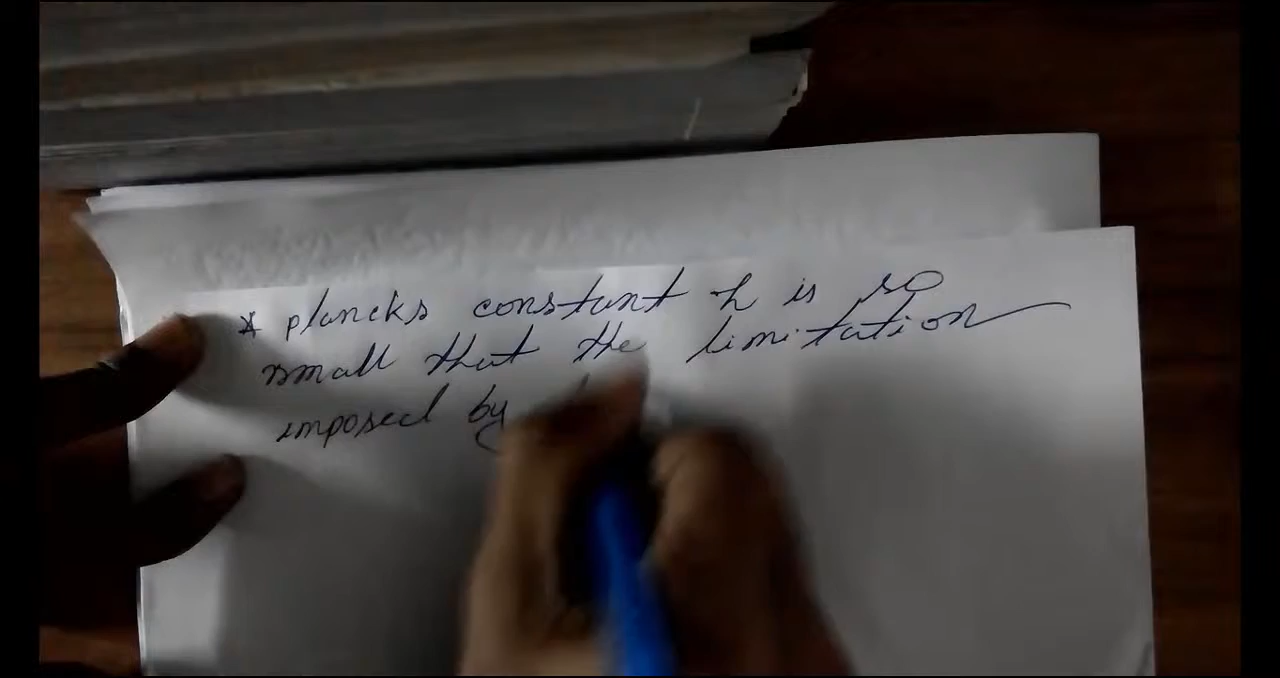 * plancks constant h is so
small that the limitation
imposed by